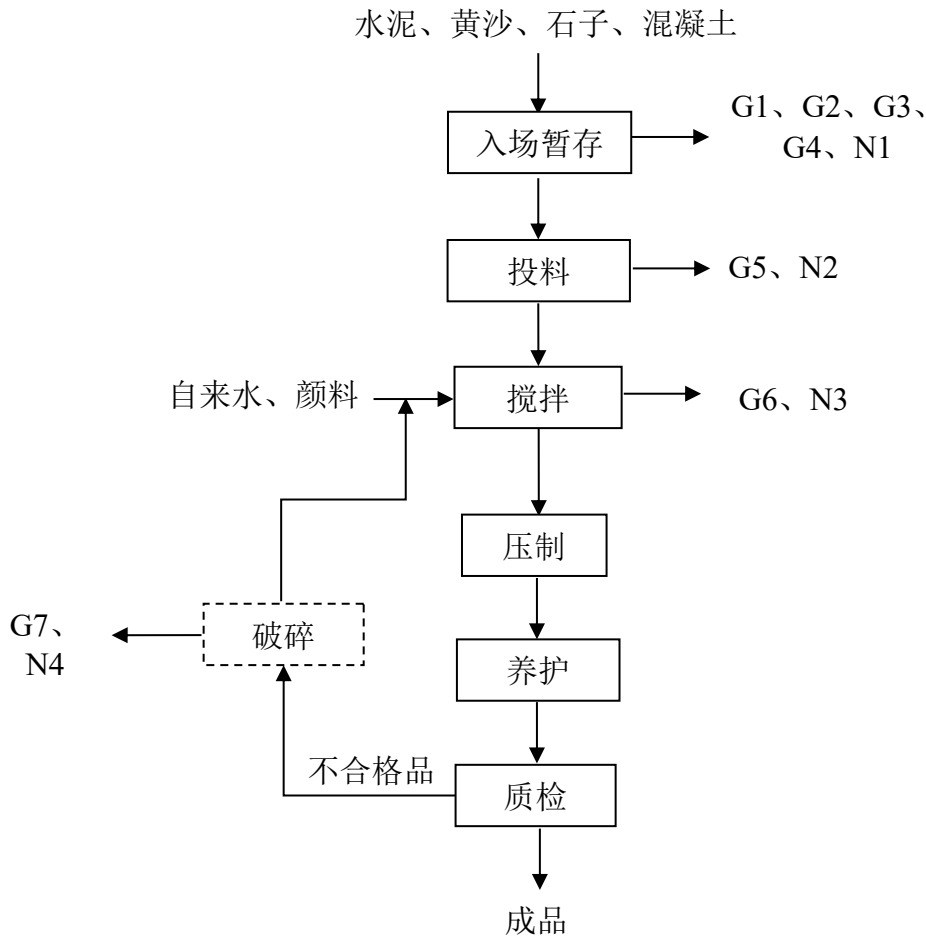 水泥、黄沙、石子、混凝土
入场暂存
G1、G2、G3、
G4、N1
投料
G5、N2
自来水、颜料
搅拌
G6、N3
压制
G7、
N4
破碎
养护
不合格品
质检
成品